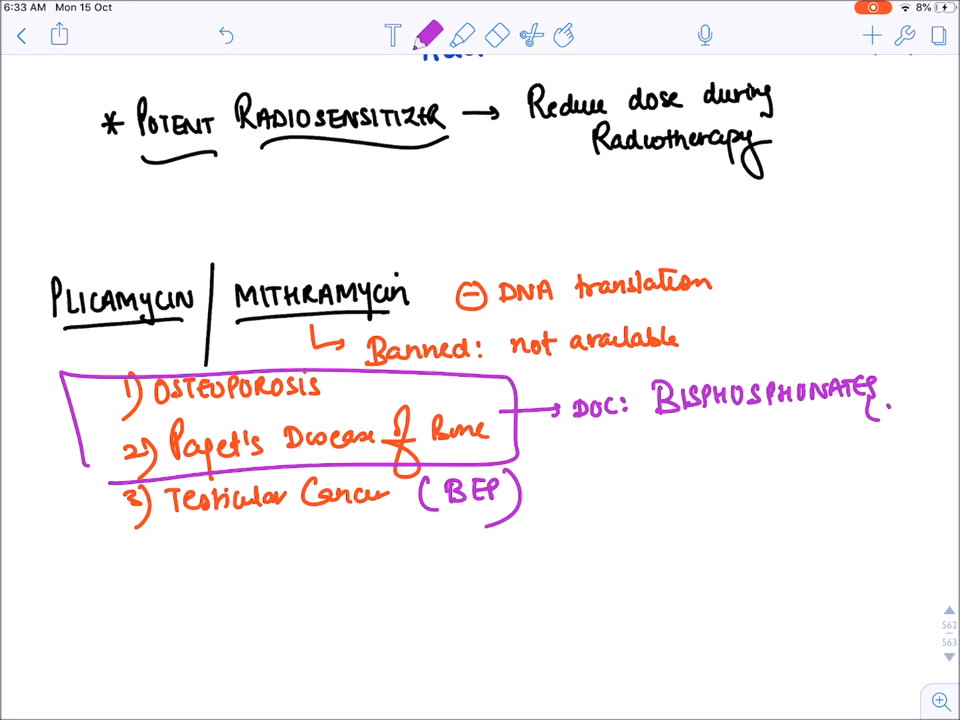 6:33 AM Mon 15 Oct 8%
T
* POTENT RADIOSENSITIZER → Reduce dose during
Radiotherapy
PLICAMYCIN / MITHRAMYCIN ⊖ DNA translation
↳ Banned: not available
1) OSTEOPOROSIS
2) Paget's Disease of Bone → DOC: BISPHOSPHONATES.
3) Testicular Cancer (BEP)
562
563